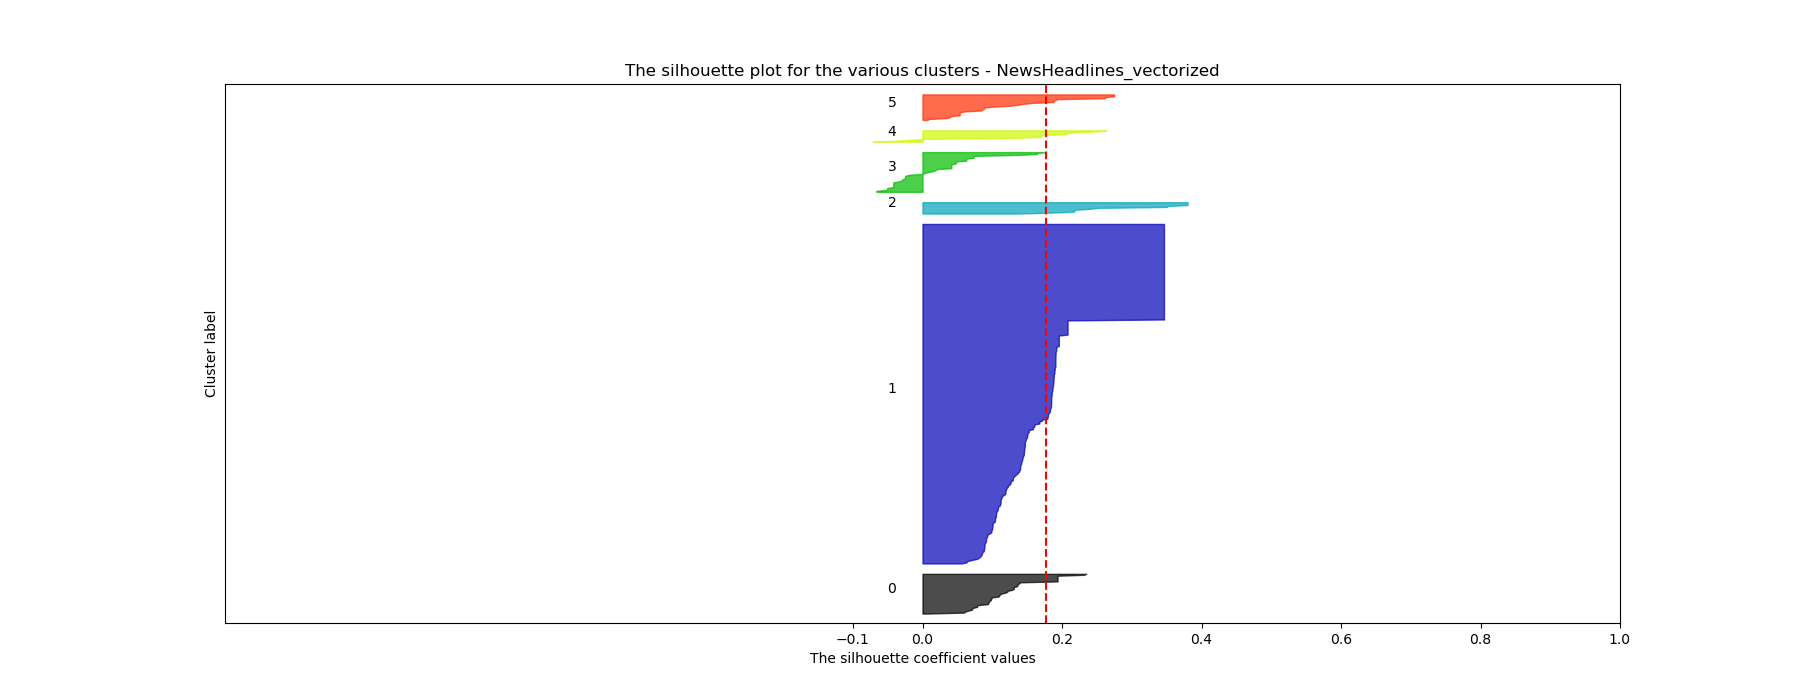 The silhouette plot for the various clusters - NewsHeadlines_vectorized
5
4
3
2
1
0
Cluster label
−0.1 0.0 0.2 0.4 0.6 0.8 1.0
The silhouette coefficient values